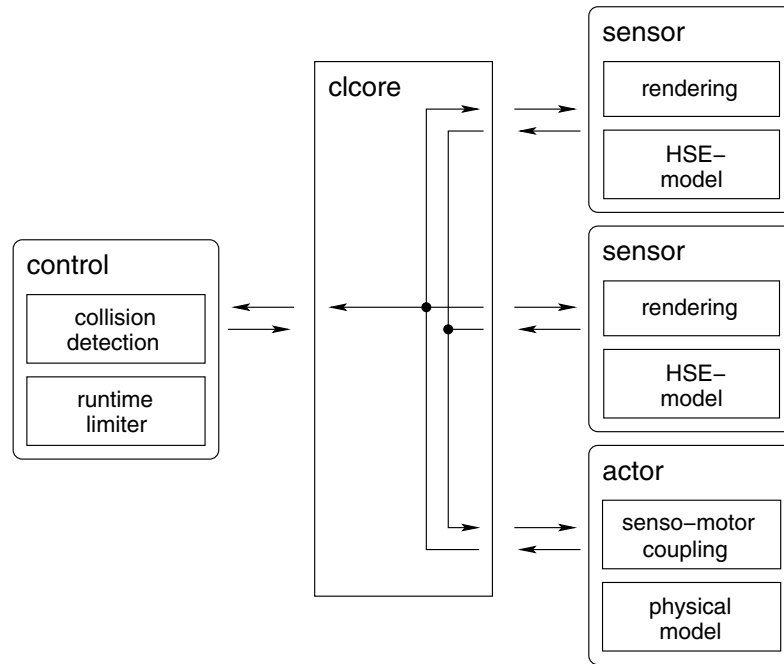 sensor
rendering
HSE−
model
clcore
control
collision
detection
runtime
limiter
sensor
rendering
HSE−
model
actor
senso−motor
coupling
physical
model